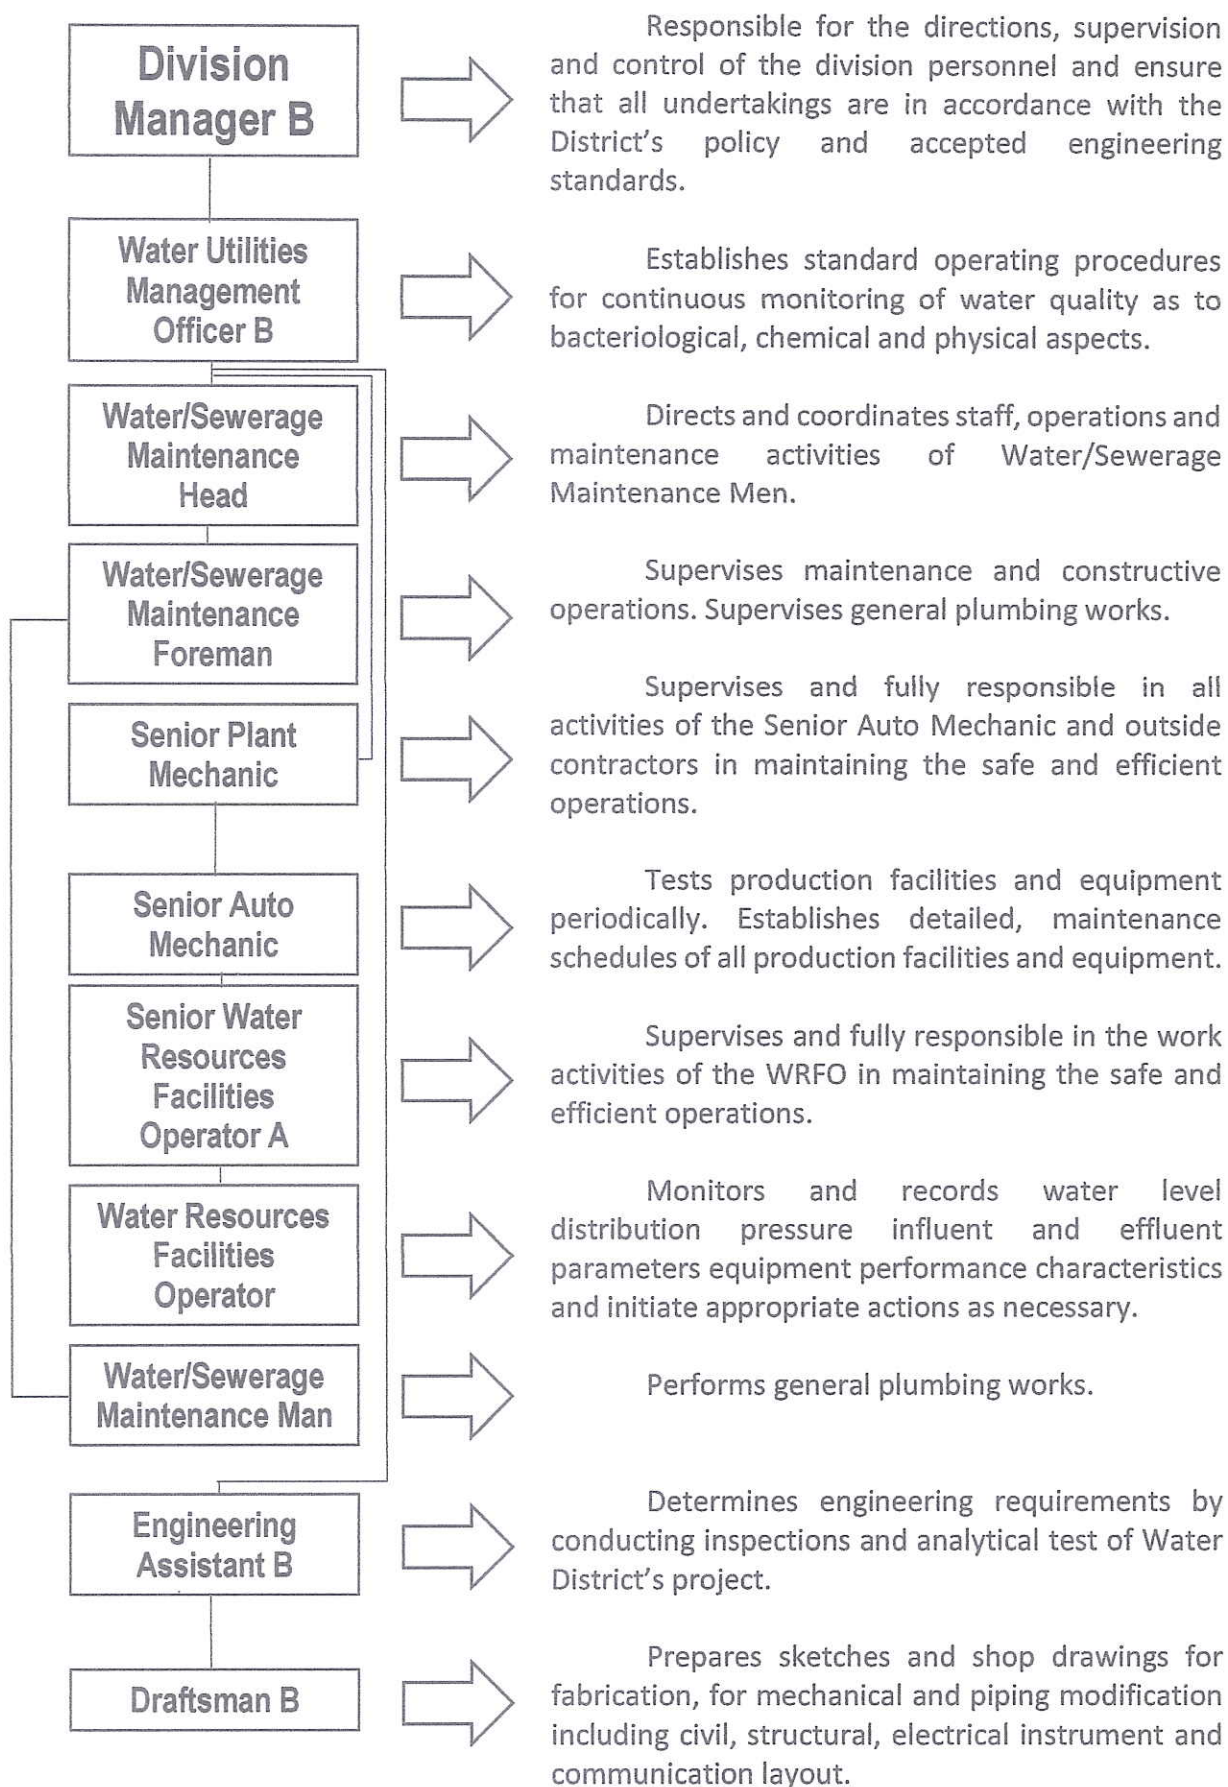 Division
Manager B
Responsible for the directions, supervision
and control of the division personnel and ensure
that all undertakings are in accordance with the
District's policy and accepted engineering
standards.
Water Utilities
Management
Officer B
Establishes standard operating procedures
for continuous monitoring of water quality as to
bacteriological, chemical and physical aspects.
Water/Sewerage
Maintenance
Head
Directs and coordinates staff, operations and
maintenance activities of Water/Sewerage
Maintenance Men.
Water/Sewerage
Maintenance
Foreman
Supervises maintenance and constructive
operations. Supervises general plumbing works.
Senior Plant
Mechanic
Supervises and fully responsible in all
activities of the Senior Auto Mechanic and outside
contractors in maintaining the safe and efficient
operations.
Senior Auto
Mechanic
Tests production facilities and equipment
periodically. Establishes detailed, maintenance
schedules of all production facilities and equipment.
Senior Water
Resources
Facilities
Operator A
Supervises and fully responsible in the work
activities of the WRFO in maintaining the safe and
efficient operations.
Water Resources
Facilities
Operator
Monitors and records water level
distribution pressure influent and effluent
parameters equipment performance characteristics
and initiate appropriate actions as necessary.
Water/Sewerage
Maintenance Man
Performs general plumbing works.
Engineering
Assistant B
Determines engineering requirements by
conducting inspections and analytical test of Water
District's project.
Draftsman B
Prepares sketches and shop drawings for
fabrication, for mechanical and piping modification
including civil, structural, electrical instrument and
communication layout.